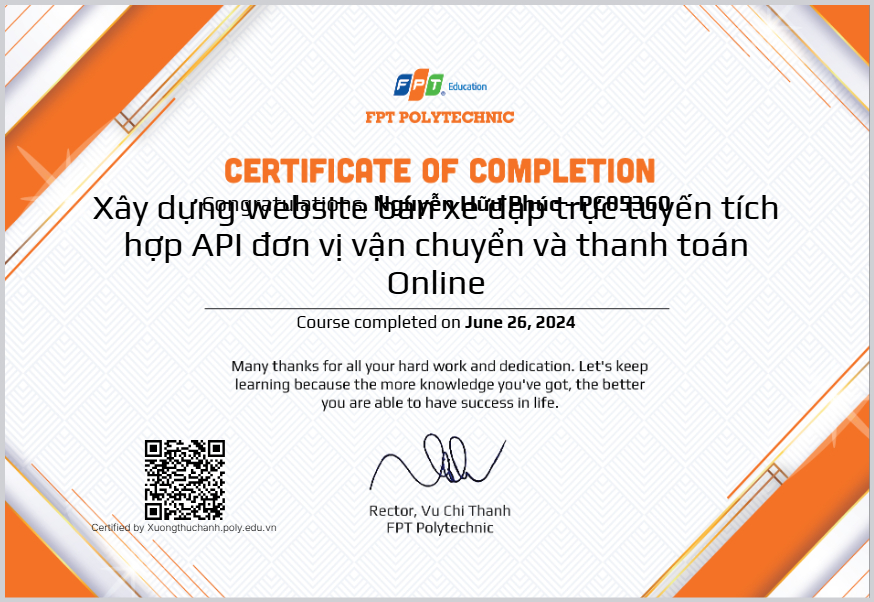 FPT Education
FPT POLYTECHNIC
CERTIFICATE OF COMPLETION
Congratulations, Nguyễn Hữu Phúc - PC05360
Xây dựng website bán xe đạp trực tuyến tích
hợp API đơn vị vận chuyển và thanh toán
Online
Course completed on June 26, 2024
Many thanks for all your hard work and dedication. Let's keep
learning because the more knowledge you've got, the better
you are able to have success in life.
Rector, Vu Chi Thanh
FPT Polytechnic
Certified by Xuongthuchanh.poly.edu.vn